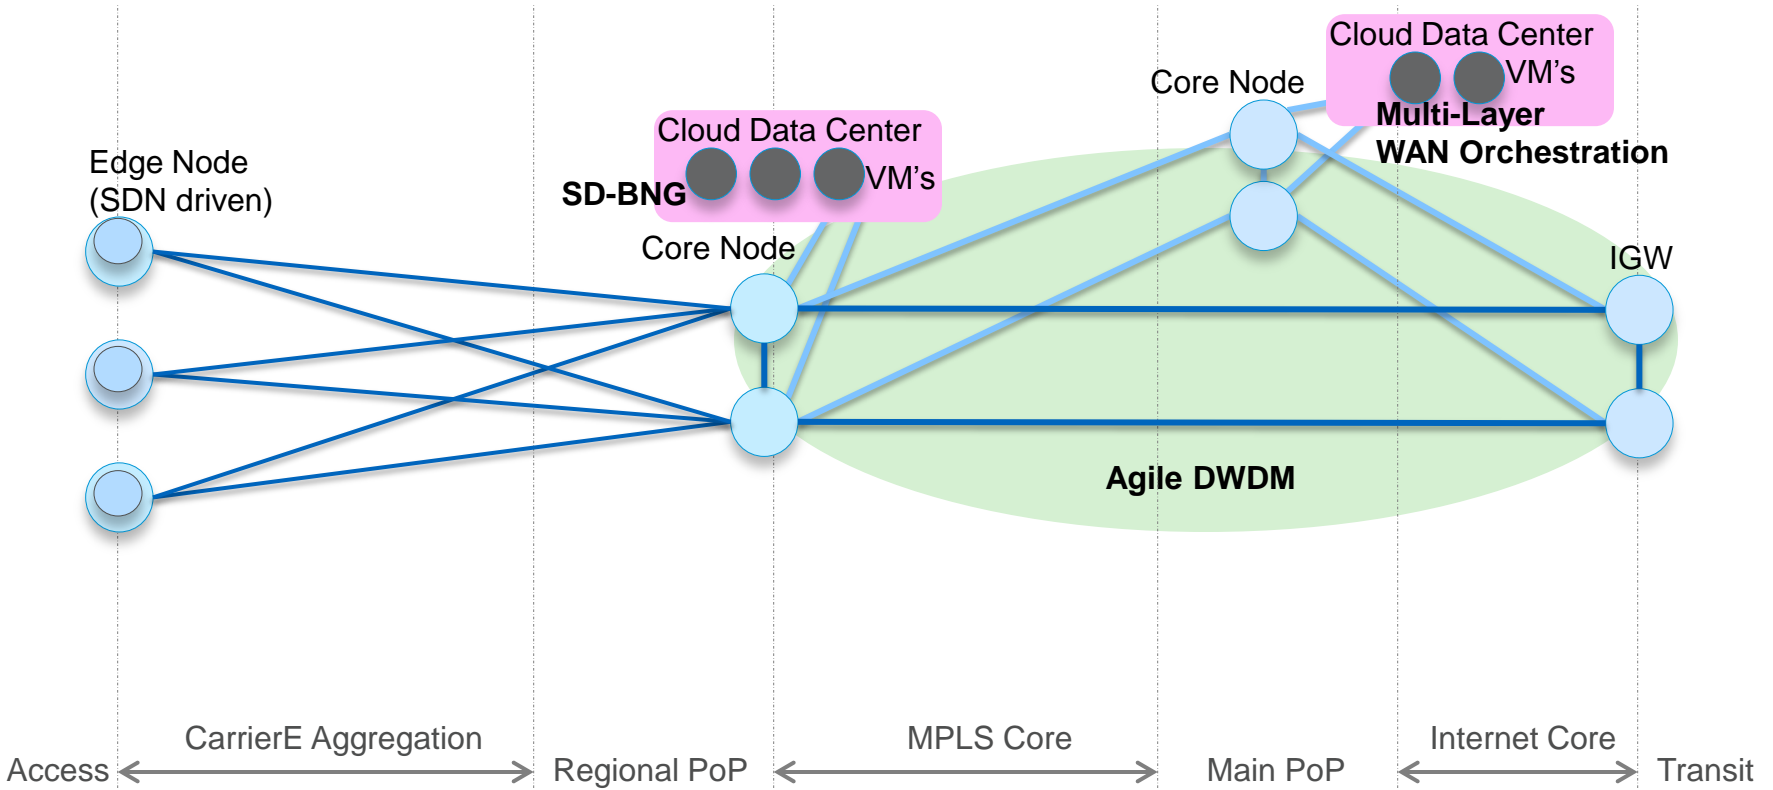 Cloud Data Center
VM's
Core Node
Multi-Layer
WAN Orchestration
Cloud Data Center
VM's
SD-BNG
Edge Node
(SDN driven)
Core Node
IGW
Agile DWDM
CarrierE Aggregation
MPLS Core
Internet Core
Access
Regional PoP
Main PoP
Transit